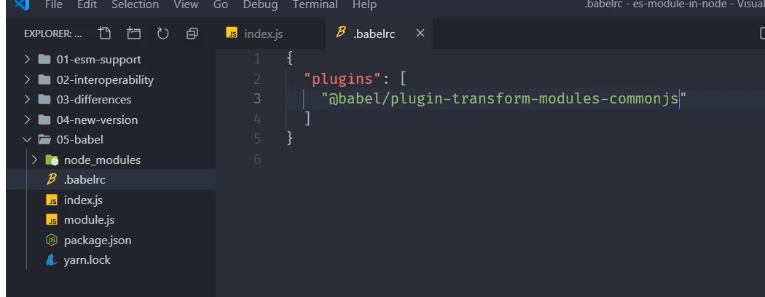 File Edit Selection View Go Debug Terminal Help .babelrc - es-module-in-node - Visual
EXPLORER: ...
index.js
.babelrc
01-esm-support
02-interoperability
03-differences
04-new-version
05-babel
node_modules
.babelrc
index.js
module.js
package.json
yarn.lock
1 {
2 "plugins": [
3 "@babel/plugin-transform-modules-commonjs"
4 ]
5 }
6